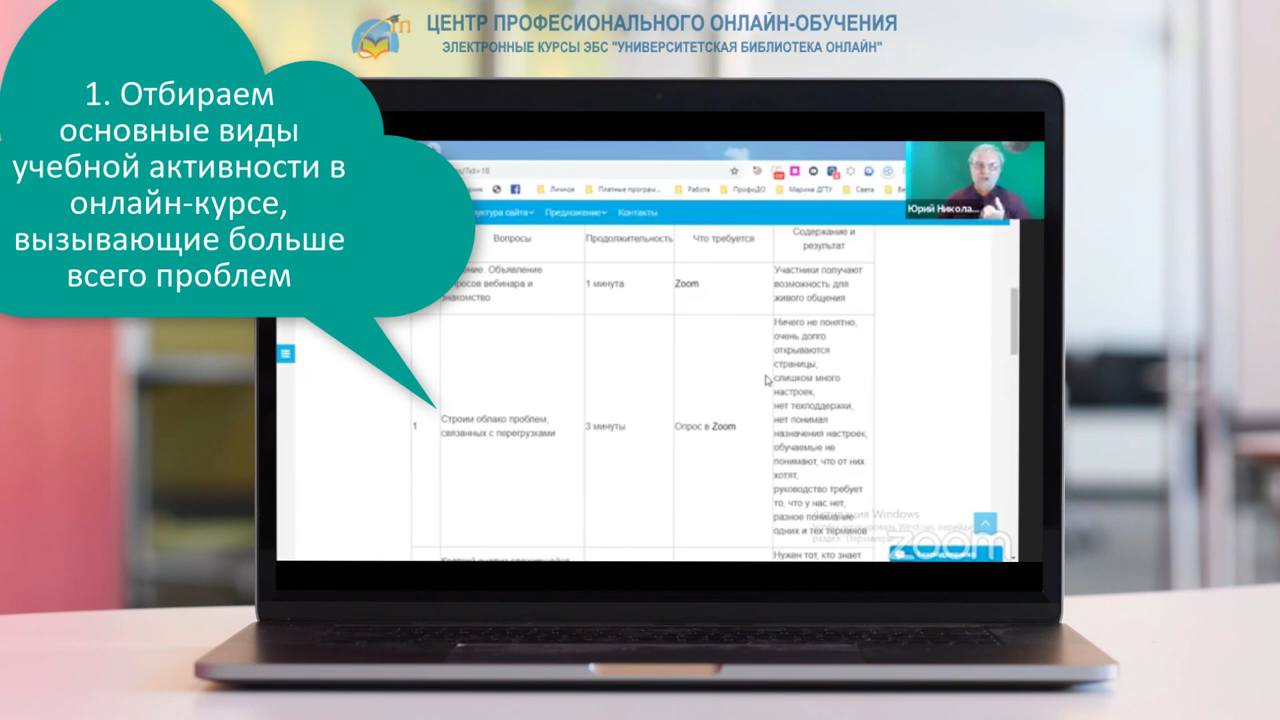 ЦЕНТР ПРОФЕСИОНАЛЬНОГО ОНЛАЙН-ОБУЧЕНИЯ
ЭЛЕКТРОННЫЕ КУРСЫ ЭБС "УНИВЕРСИТЕТСКАЯ БИБЛИОТЕКА ОНЛАЙН"
1. Отбираем
основные виды
учебной активности в
онлайн-курсе,
вызывающие больше
всего проблем
Личное
Платные програм...
Работа
ПрофиДО
Марине ДГТУ
Света
Юрий Никола...
Предложение
Контакты
Вопросы
Продолжительность
Что требуется
Содержание и
результат
Объявление
вебинара и
1 минута
Zoom
Участники получают
возможность для
живого общения
1
Строим облако проблем,
связанных с перегрузками
3 минуты
Опрос в Zoom
Ничего не понятно,
очень долго
открываются
страницы,
слишком много
настроек,
нет техподдержки,
нет понимая
назначения настроек,
обучаемые не
понимают, что от них
хотят,
руководство требует
то, что у нас нет,
разное понимание
одних и тех терминов
Нужен тот, кто знает
Windows
zoom